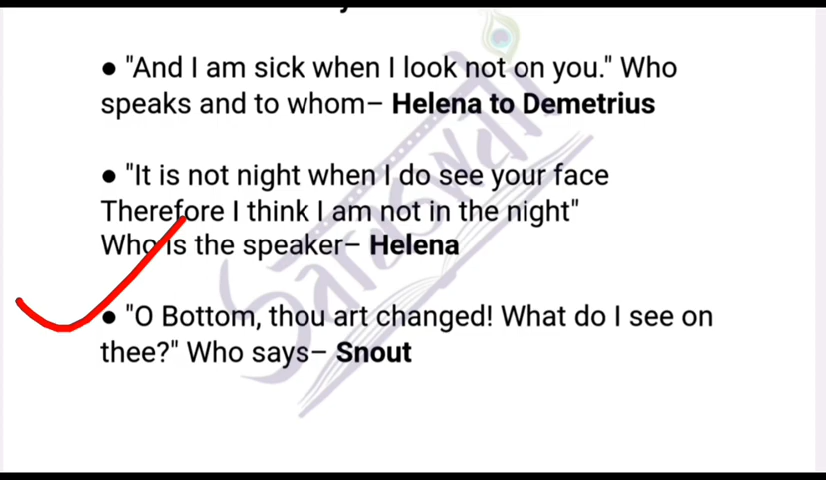 ● "And I am sick when I look not on you." Who
speaks and to whom– Helena to Demetrius
● "It is not night when I do see your face
Therefore I think I am not in the night"
Who is the speaker– Helena
● "O Bottom, thou art changed! What do I see on
thee?" Who says– Snout
Saraswati